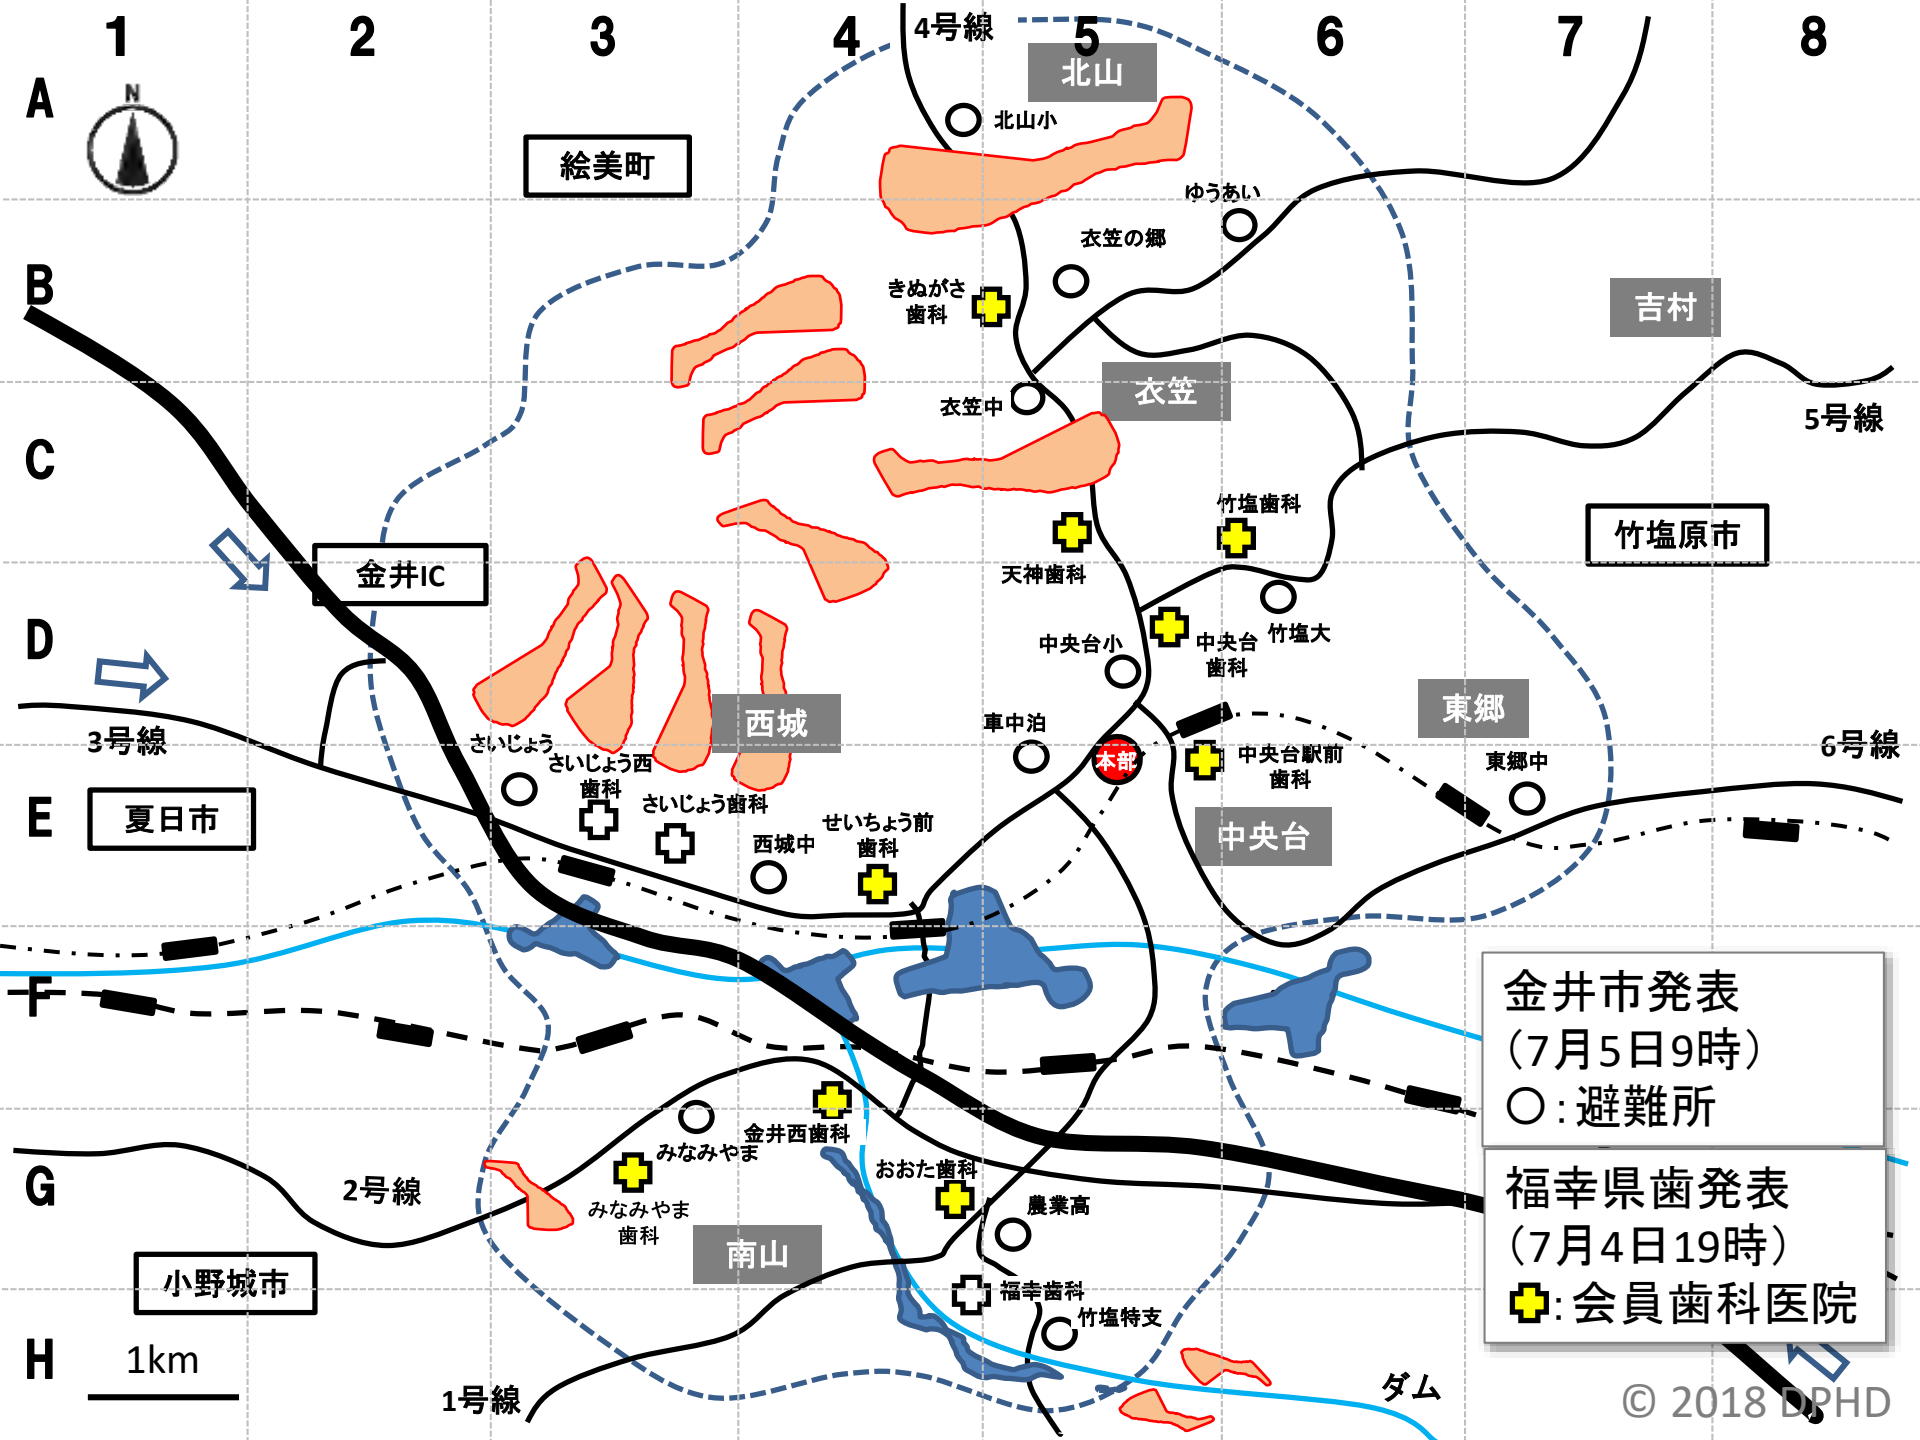 1
2
3
4
5
6
7
8
4号線
北山
A
N
北山小
絵美町
ゆうあい
衣笠の郷
B
きぬがさ
歯科
吉村
衣笠
衣笠中
5号線
C
竹塩歯科
竹塩原市
金井IC
天神歯科
D
中央台小
中央台
歯科
竹塩大
西城
車中泊
東郷
3号線
さいじょう
本部
中央台駅前
歯科
東郷中
6号線
さいじょう西
歯科
E
夏日市
さいじょう歯科
西城中
せいちょう前
歯科
中央台
F
金井市発表
（7月5日9時）
○：避難所
金井西歯科
みなみやま
おおた歯科
G
2号線
みなみやま
歯科
農業高
福幸県歯発表
（7月4日19時）
：会員歯科医院
南山
小野城市
福幸歯科
竹塩特支
H
1km
1号線
ダム
© 2018 DPHD